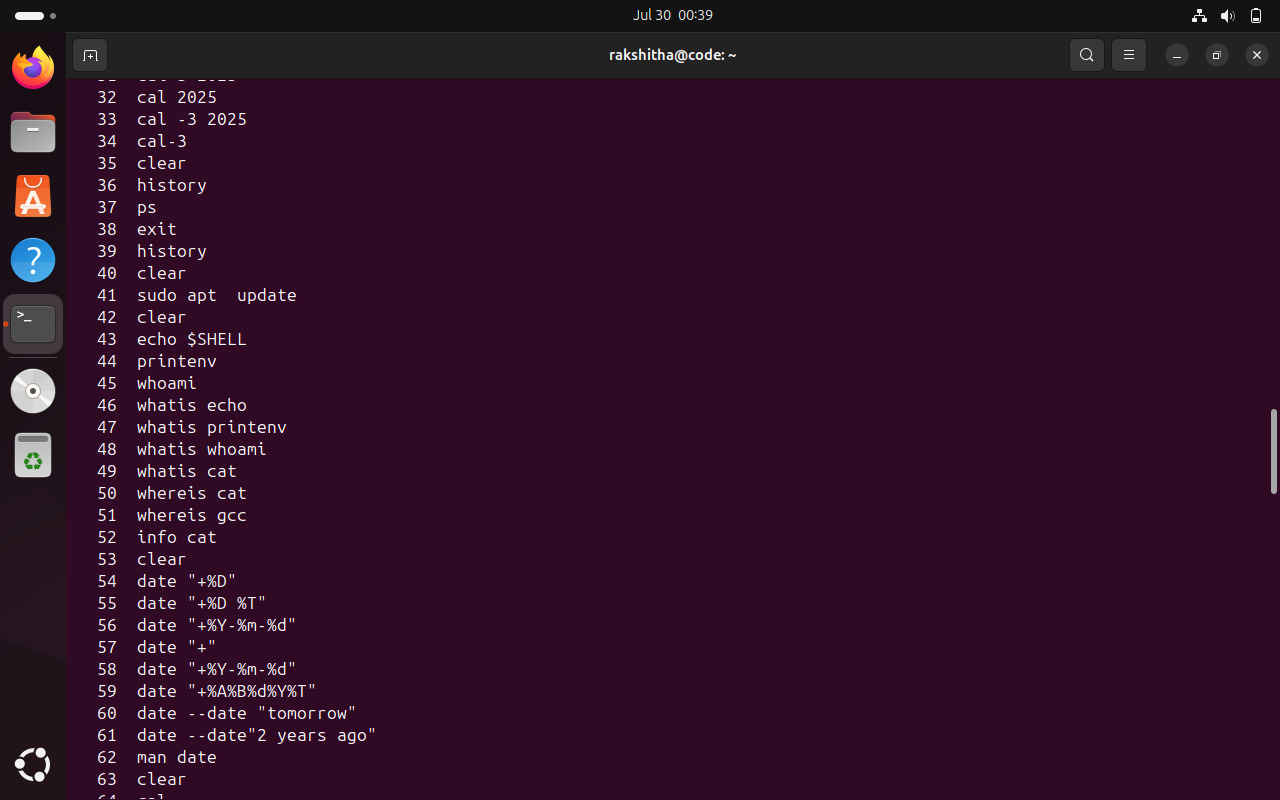 Jul 30 00:39
rakshitha@code: ~
32 cal 2025
33 cal -3 2025
34 cal-3
35 clear
36 history
37 ps
38 exit
39 history
40 clear
41 sudo apt  update
42 clear
43 echo $SHELL
44 printenv
45 whoami
46 whatis echo
47 whatis printenv
48 whatis whoami
49 whatis cat
50 whereis cat
51 whereis gcc
52 info cat
53 clear
54 date "+%D"
55 date "+%D %T"
56 date "+%Y-%m-%d"
57 date "+"
58 date "+%Y-%m-%d"
59 date "+%A%B%d%Y%T"
60 date --date "tomorrow"
61 date --date"2 years ago"
62 man date
63 clear